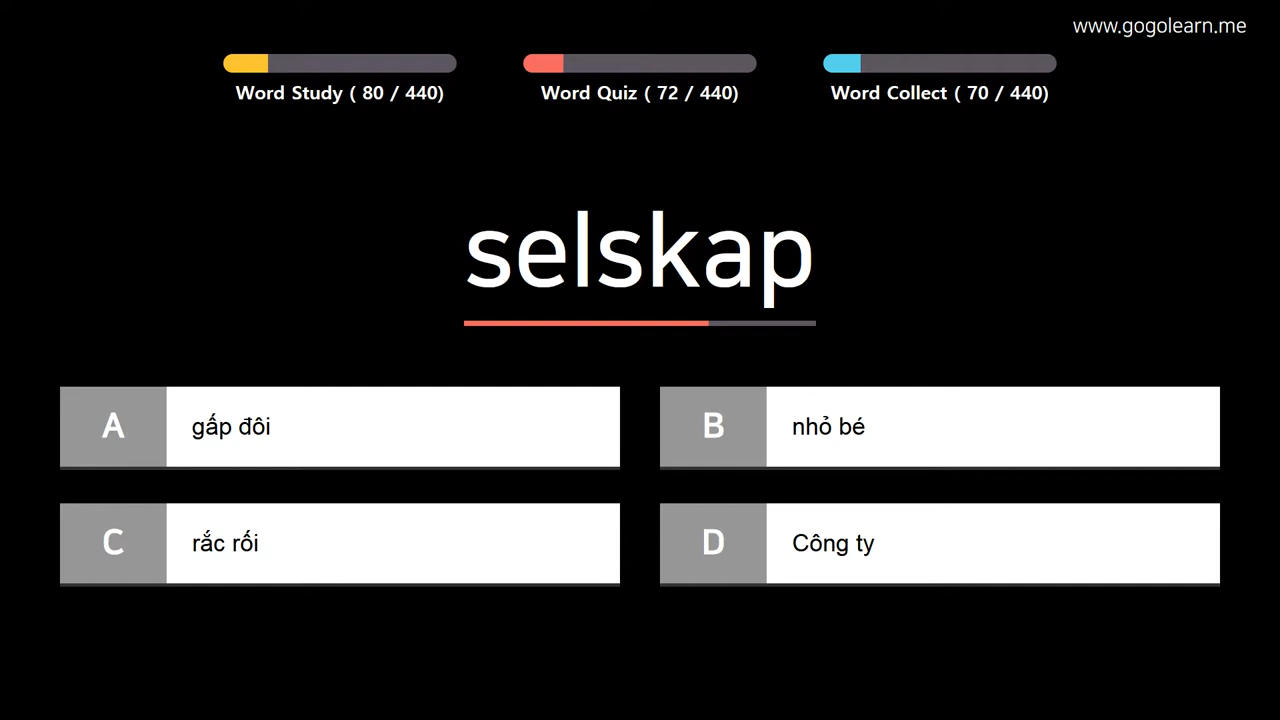 www.gogolearn.me
Word Study ( 80 / 440)
Word Quiz ( 72 / 440)
Word Collect ( 70 / 440)
selskap
A gấp đôi
B nhỏ bé
C rắc rối
D Công ty